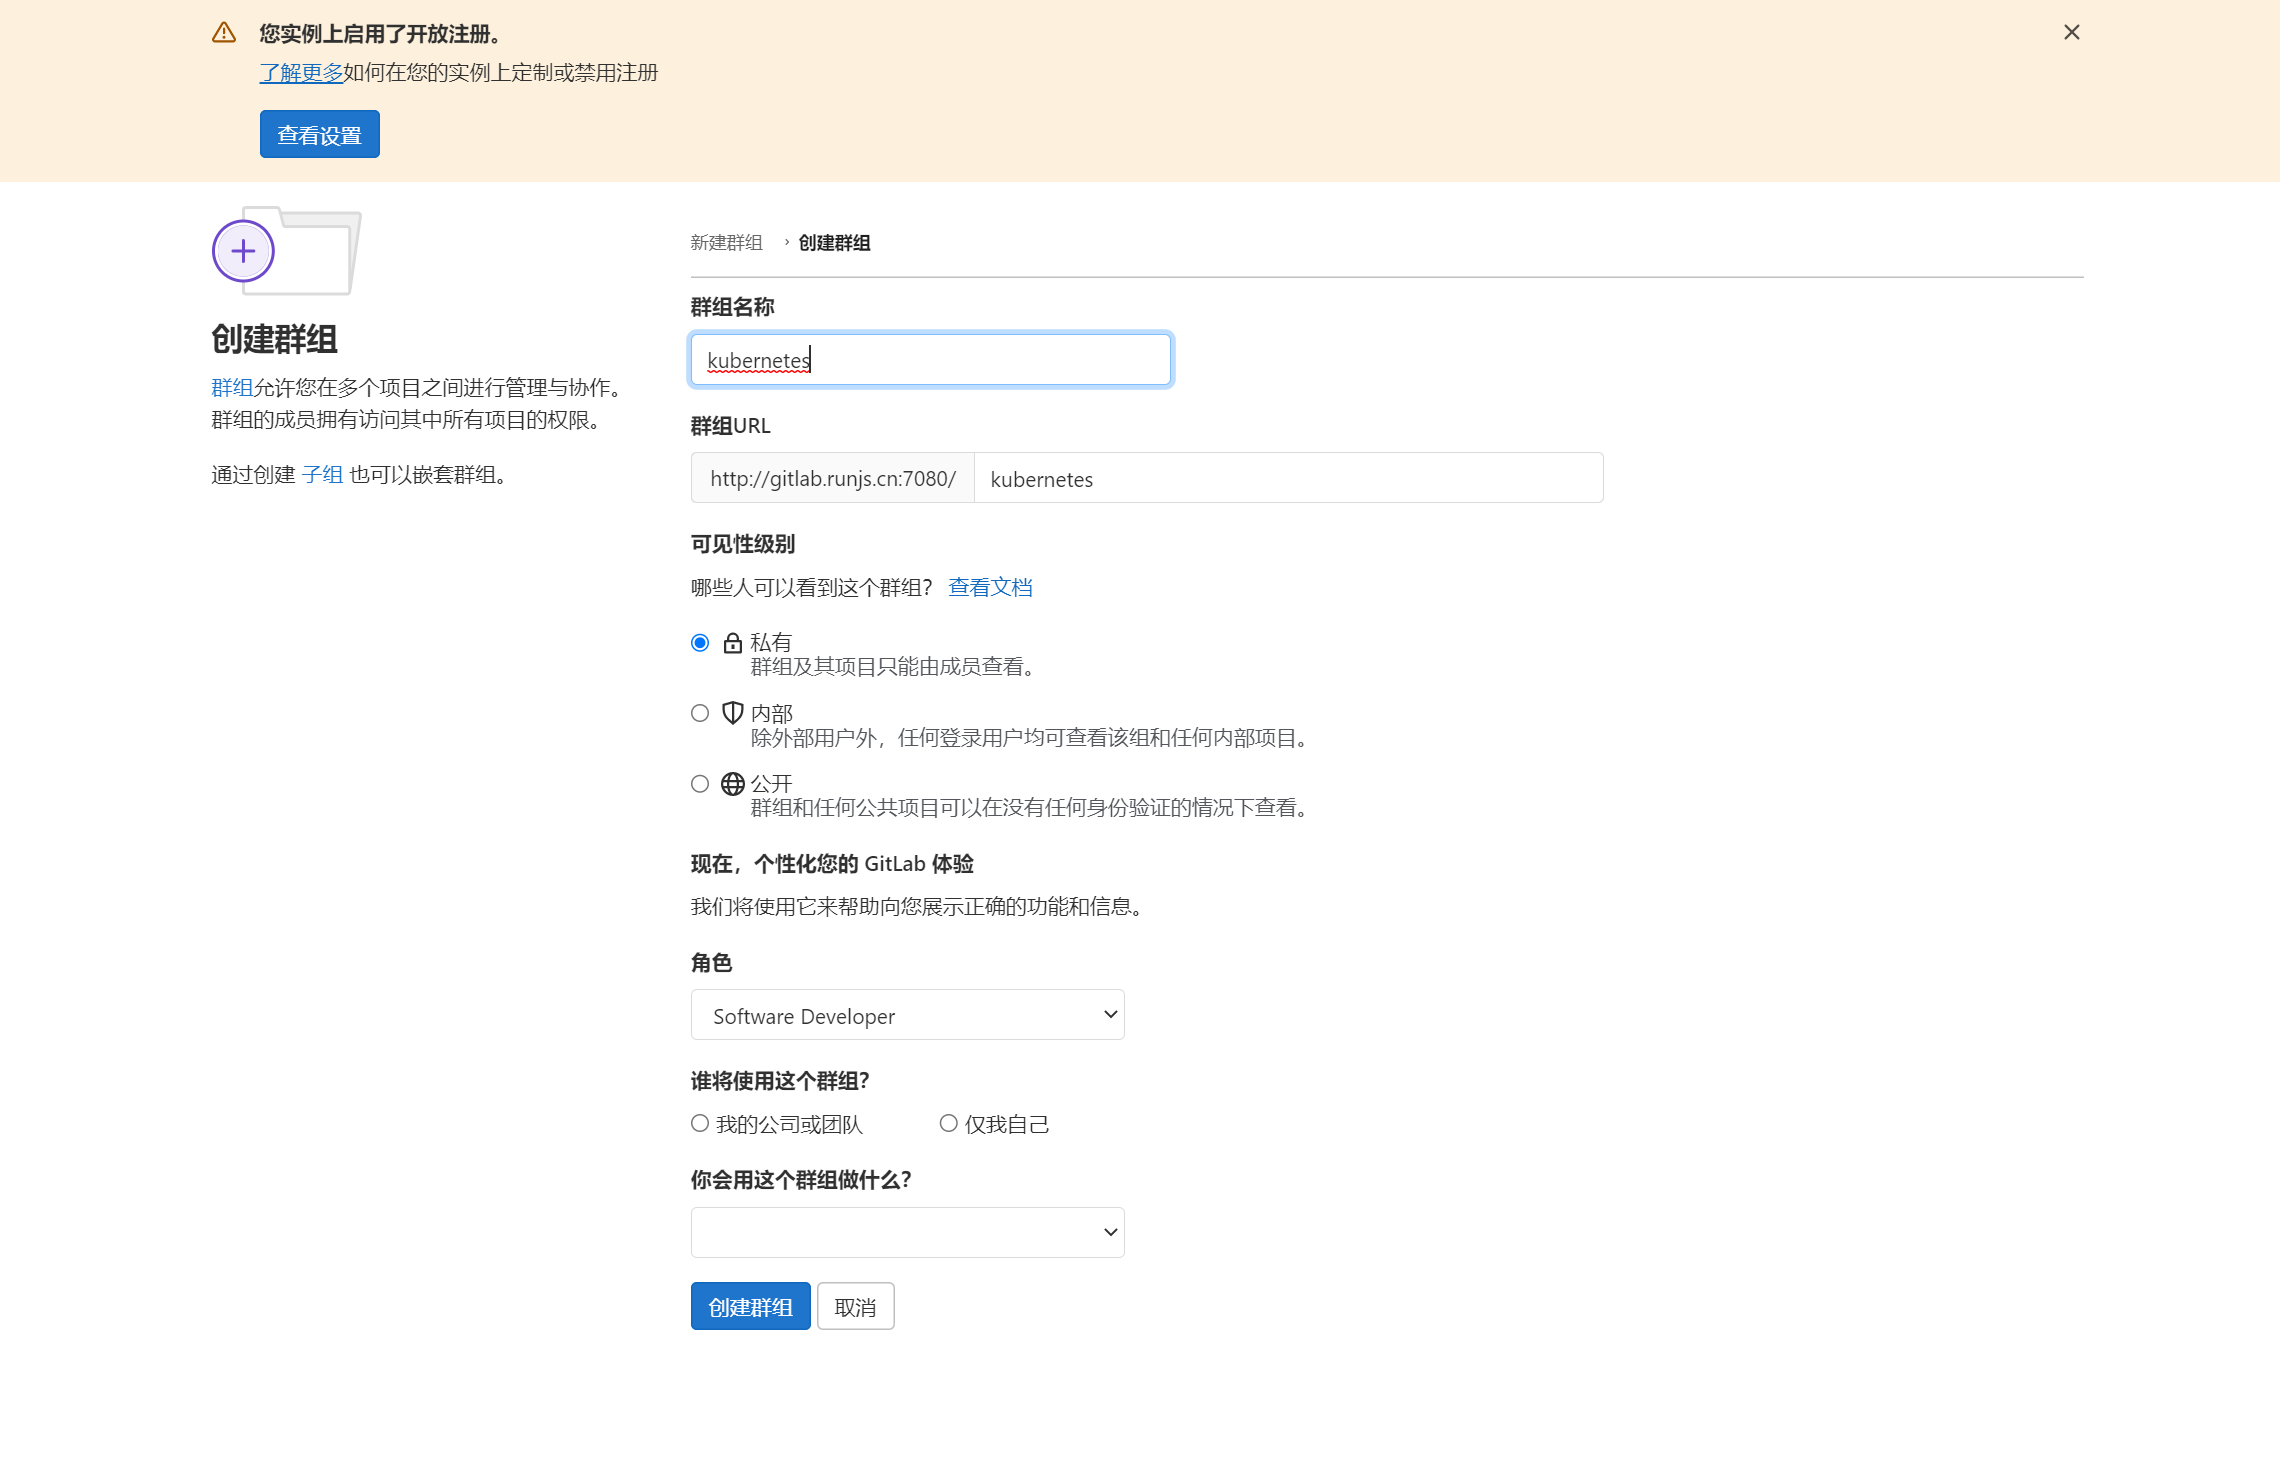 您实例上启用了开放注册。
了解更多如何在您的实例上定制或禁用注册
查看设置
创建群组
群组允许您在多个项目之间进行管理与协作。
群组的成员拥有访问其中所有项目的权限。
通过创建 子组 也可以嵌套群组。
新建群组 › 创建群组
群组名称
kubernetes
群组URL
http://gitlab.runjs.cn:7080/ kubernetes
可见性级别
哪些人可以看到这个群组? 查看文档
私有
群组及其项目只能由成员查看。
内部
除外部用户外，任何登录用户均可查看该组和任何内部项目。
公开
群组和任何公共项目可以在没有任何身份验证的情况下查看。
现在，个性化您的 GitLab 体验
我们将使用它来帮助向您展示正确的功能和信息。
角色
Software Developer
谁将使用这个群组?
我的公司或团队 仅我自己
你会用这个群组做什么?
创建群组 取消